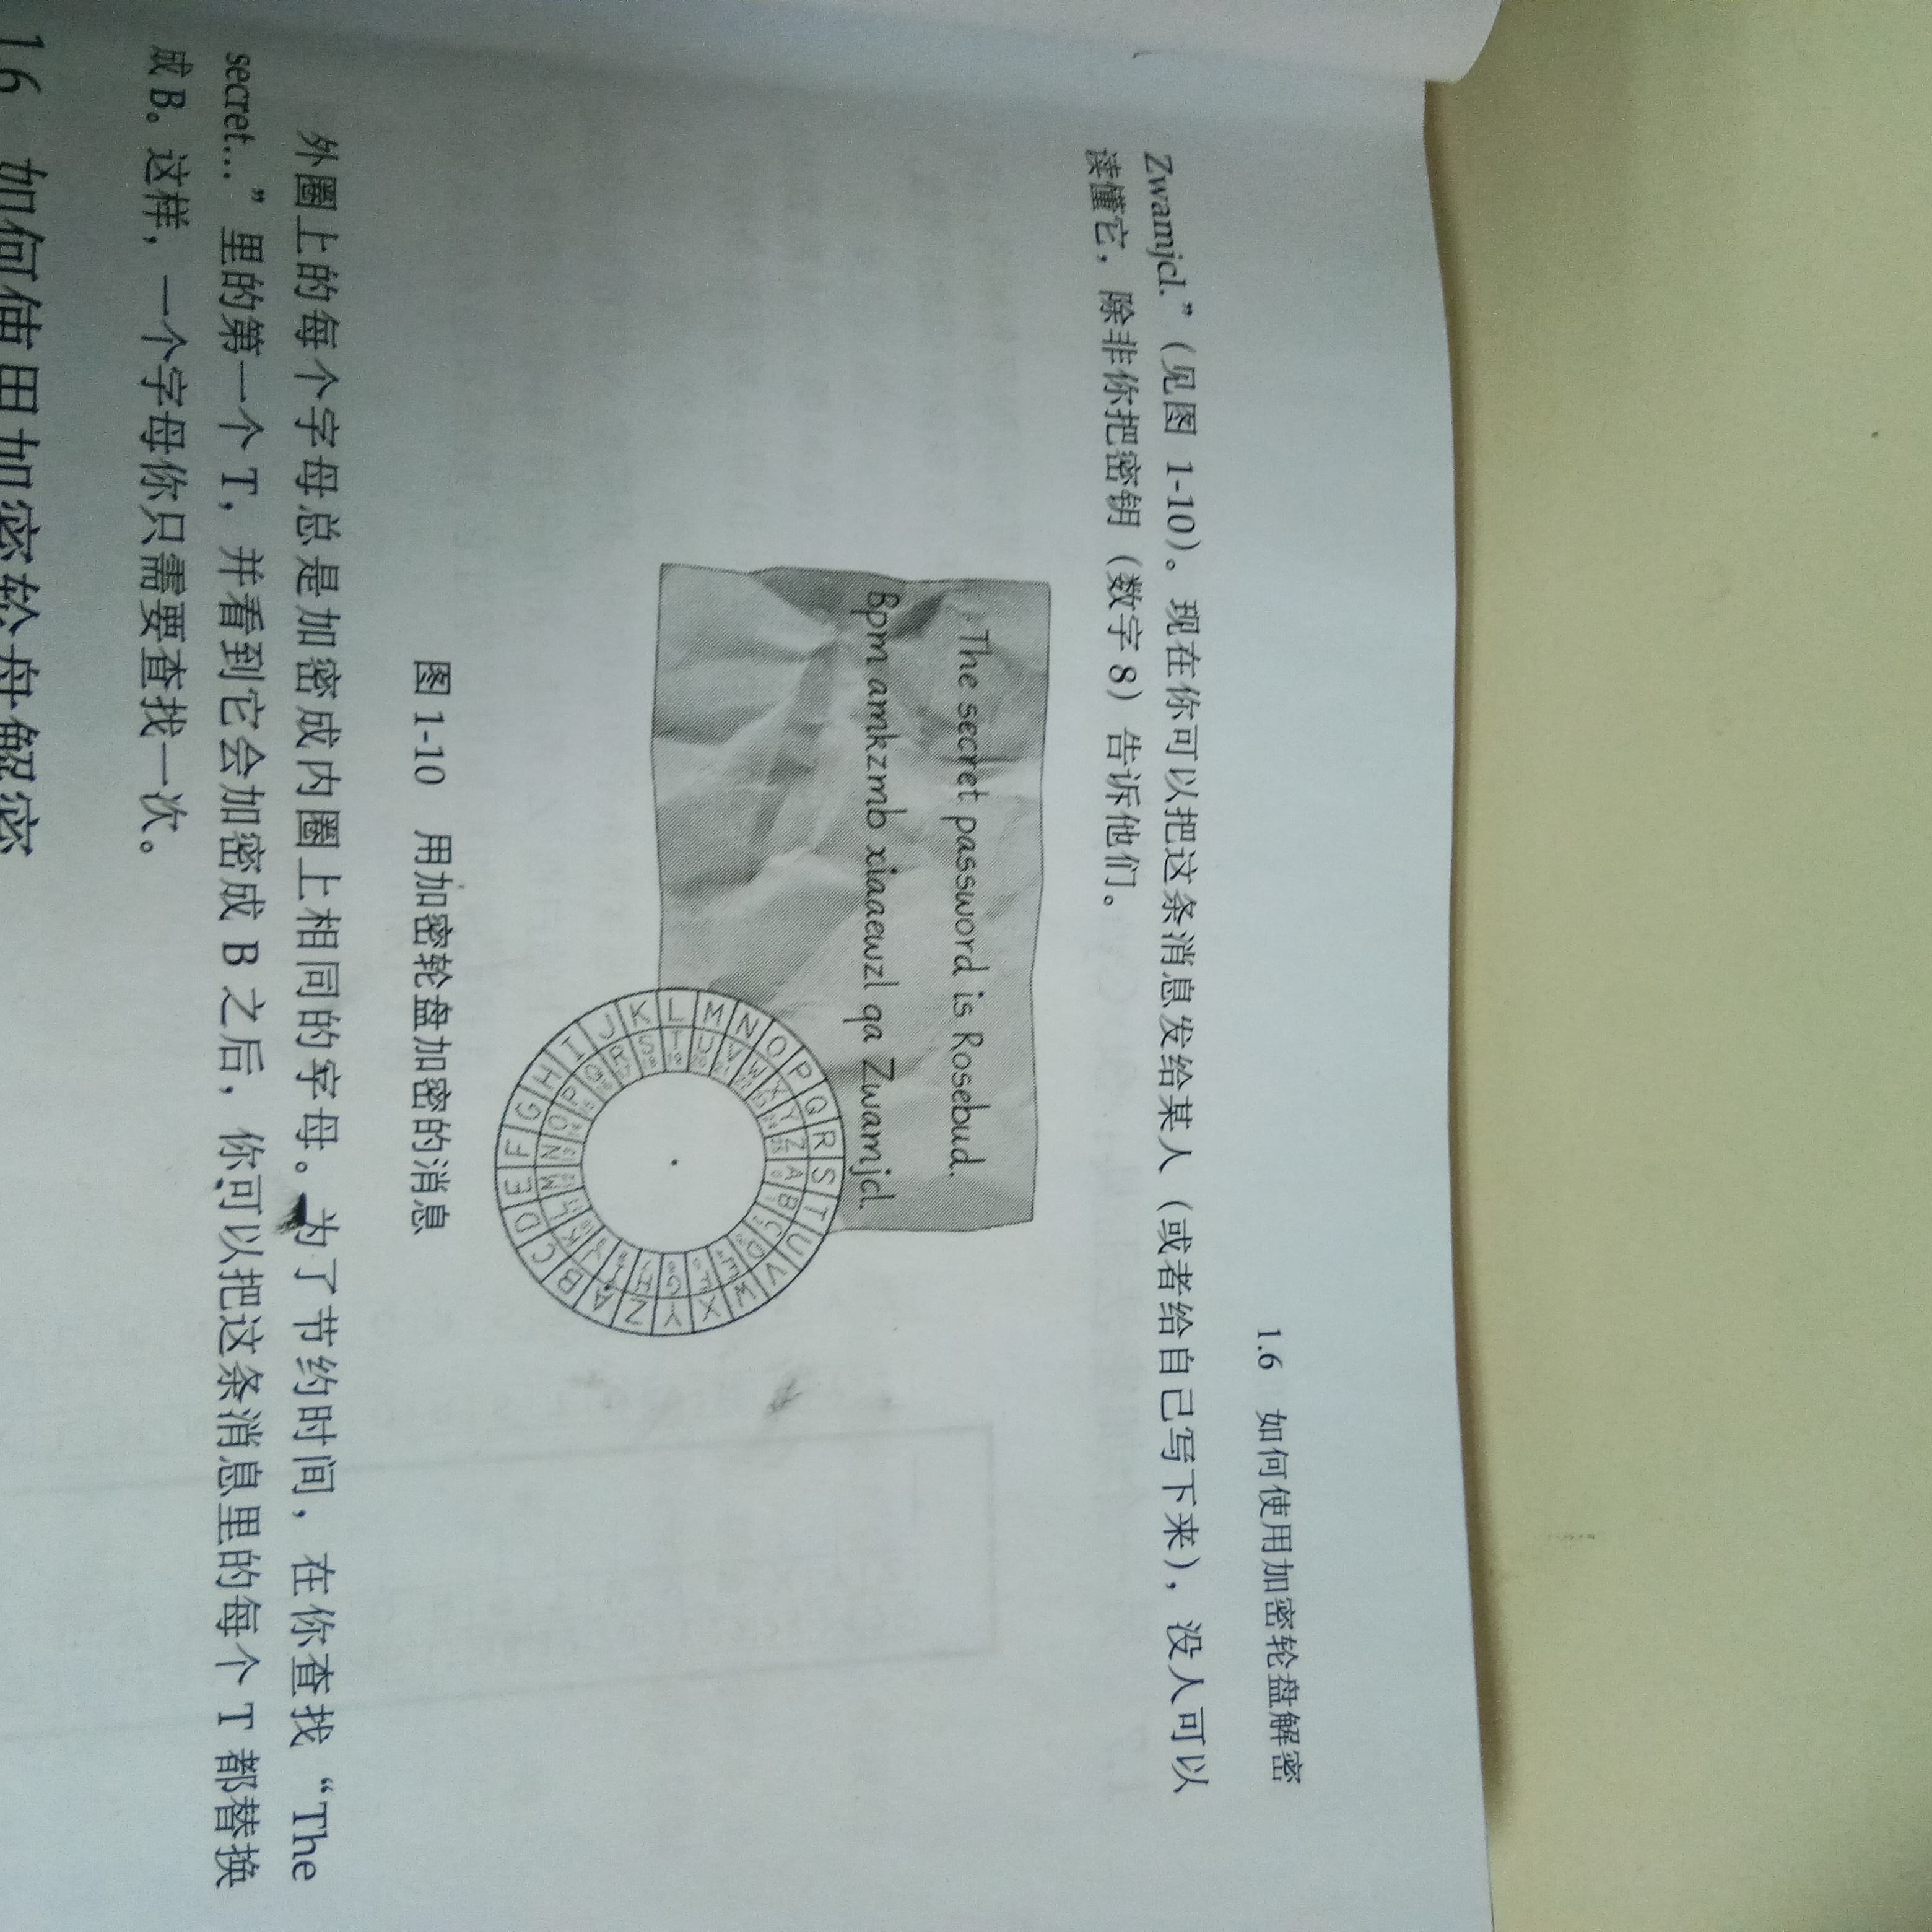 1.6 如何使用加密轮盘解密
Zwamjcl.”(见图 1-10)。现在你可以把这条消息发给某人(或者给自己写下来),没人可以
读懂它,除非你把密钥(数字 8)告诉他们。
The secret password is Rosebud.
Bpm amkzmb xiaaewzl qa Zwamjcl.
A B C D E F G H I J K L M N O P Q R S T U V W X Y Z
图 1-10 用加密轮盘加密的消息
外圈上的每个字母总是加密成内圈上相同的字母。为了节约时间,在你查找“The
secret…”里的第一个 T,并看到它会加密成 B 之后,你可以把这条消息里的每个 T 都替换
成 B。这样,一个字母你只需要查找一次。
1.6 如何使用加密轮盘解密